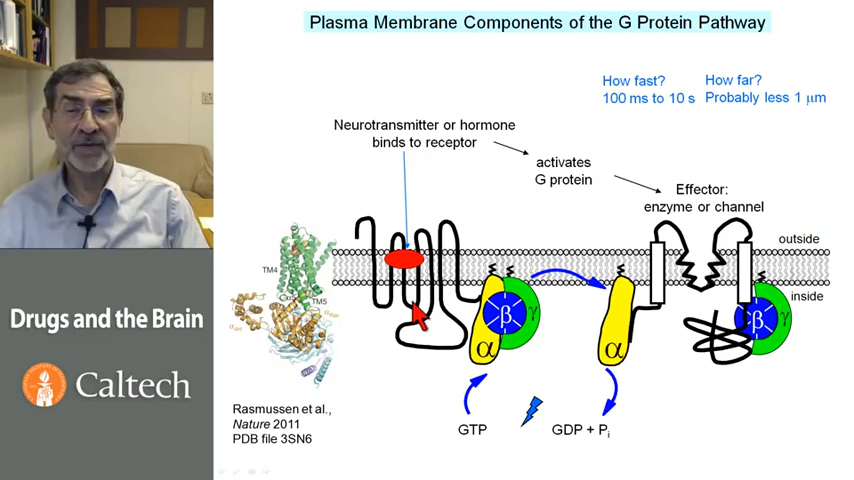 Plasma Membrane Components of the G Protein Pathway
How fast?
100 ms to 10 s
How far?
Probably less 1 μm
Neurotransmitter or hormone
binds to receptor
activates
G protein
Effector:
enzyme or channel
outside
inside
TM4
TM5
β
γ
α
α
β
γ
GTP
GDP + Pi
Rasmussen et al.,
Nature 2011
PDB file 3SN6
Drugs and the Brain
Caltech